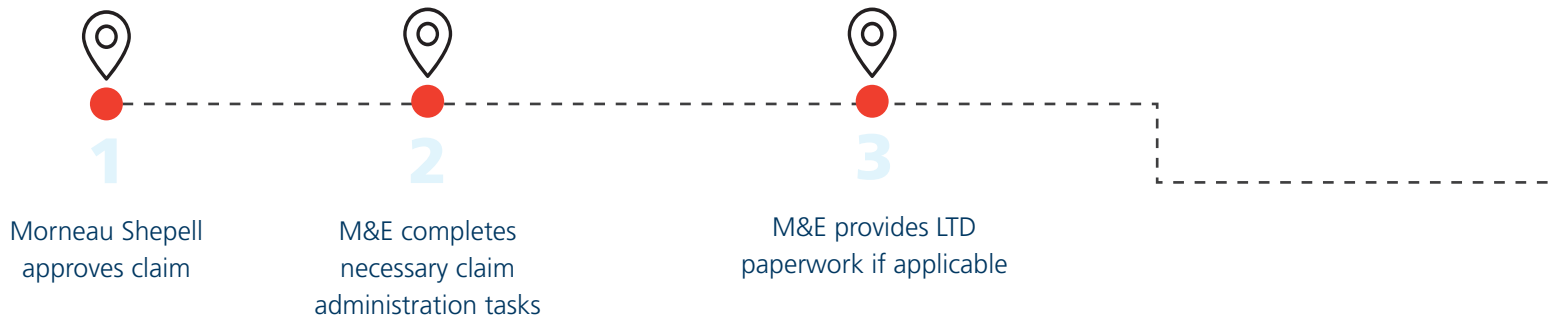 1
Morneau Shepell
approves claim
2
M&E completes
necessary claim
administration tasks
3
M&E provides LTD
paperwork if applicable